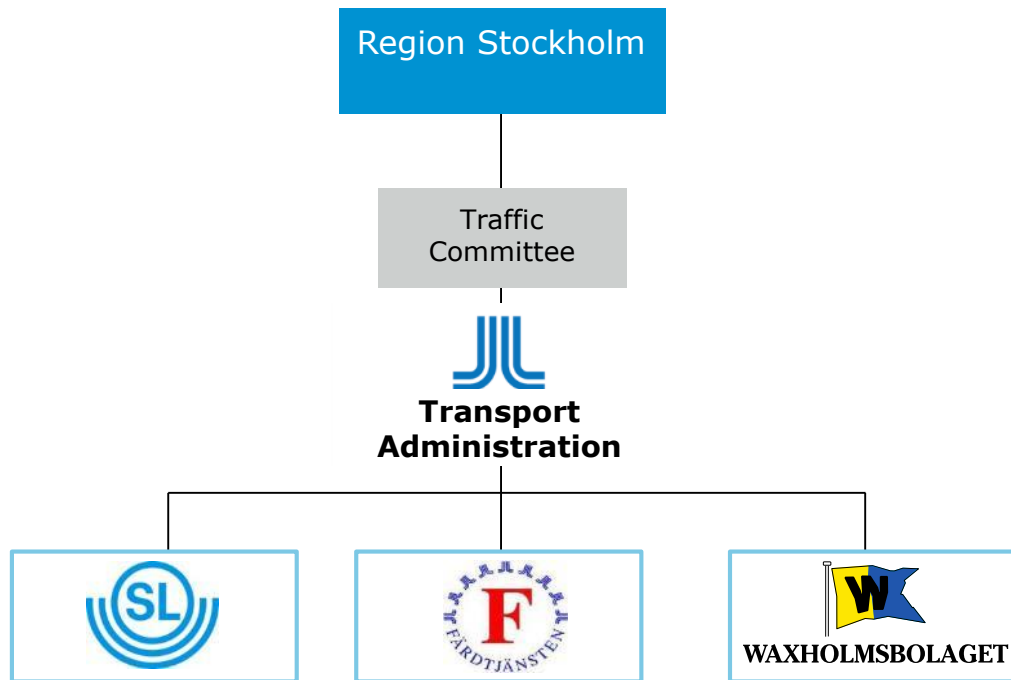 Region Stockholm
Traffic
Committee
Transport
Administration
SL
F
FÄRDTJÄNSTEN
W
WAXHOLMSBOLAGET